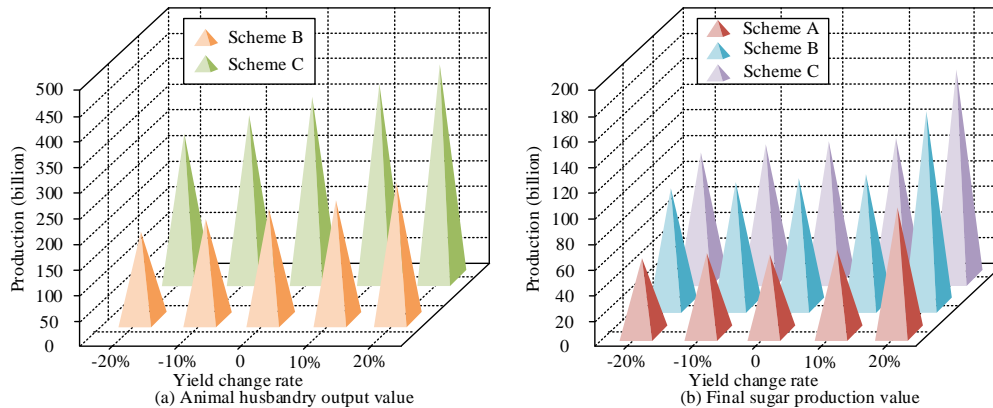 Scheme B
Scheme C
Production (billion)
500
450
400
350
300
250
200
150
100
50
0
-20%
-10%
0
10%
20%
Yield change rate
(a) Animal husbandry output value
Scheme A
Scheme B
Scheme C
Production (billion)
200
180
160
140
120
100
80
60
40
20
0
-20%
-10%
0
10%
20%
Yield change rate
(b) Final sugar production value